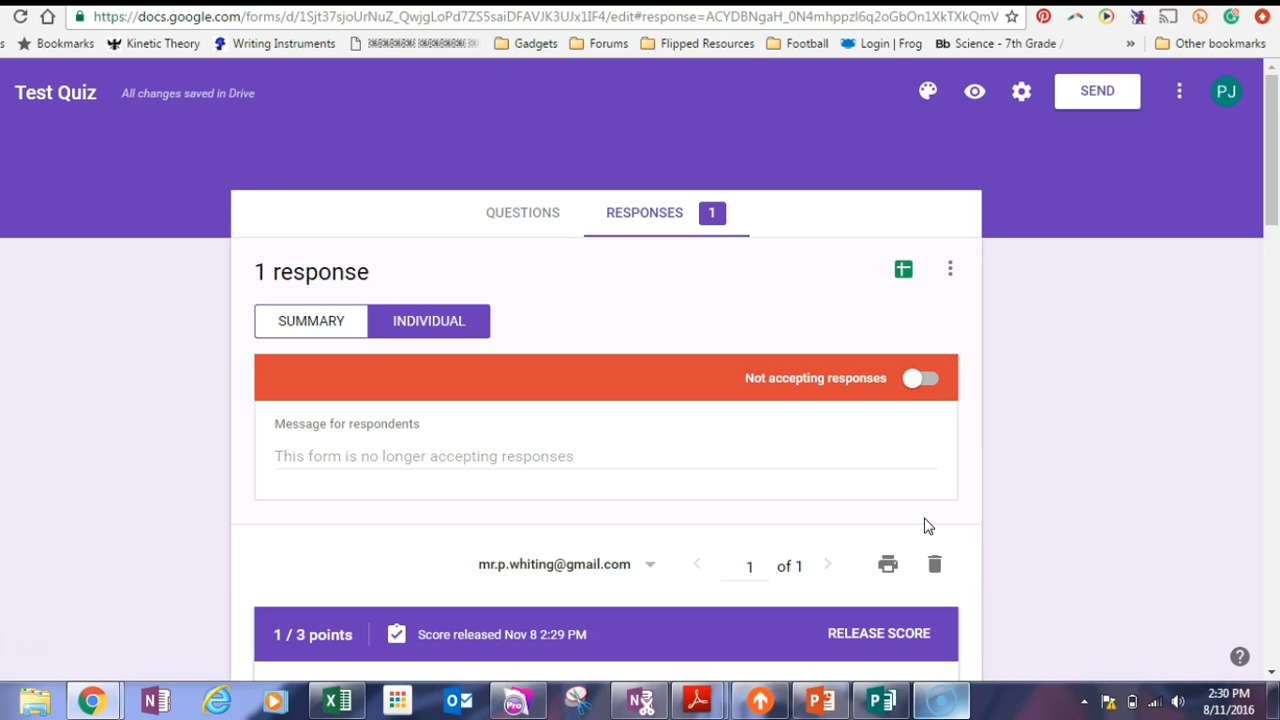 https://docs.google.com/forms/d/1Sjt37sjoUrNuZ_QwjgLoPd7ZS5saiDFAVJK3UJx1IF4/edit#response=ACYDBNgaH_0N4mhppzI6q2oGbOn1XkTXkQmV
Bookmarks Kinetic Theory Writing Instruments Gadgets Forums Flipped Resources Football Login | Frog Bb Science - 7th Grade / » Other bookmarks
Test Quiz All changes saved in Drive SEND PJ
QUESTIONS RESPONSES 1
1 response
SUMMARY INDIVIDUAL
Not accepting responses
Message for respondents
This form is no longer accepting responses
mr.p.whiting@gmail.com 1 of 1
1 / 3 points Score released Nov 8 2:29 PM RELEASE SCORE
2:30 PM
8/11/2016